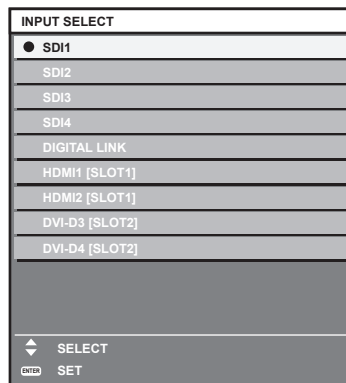 INPUT SELECT
SDI1
SDI2
SDI3
SDI4
DIGITAL LINK
HDMI1 [SLOT1]
HDMI2 [SLOT1]
DVI-D3 [SLOT2]
DVI-D4 [SLOT2]
SELECT
ENTER SET